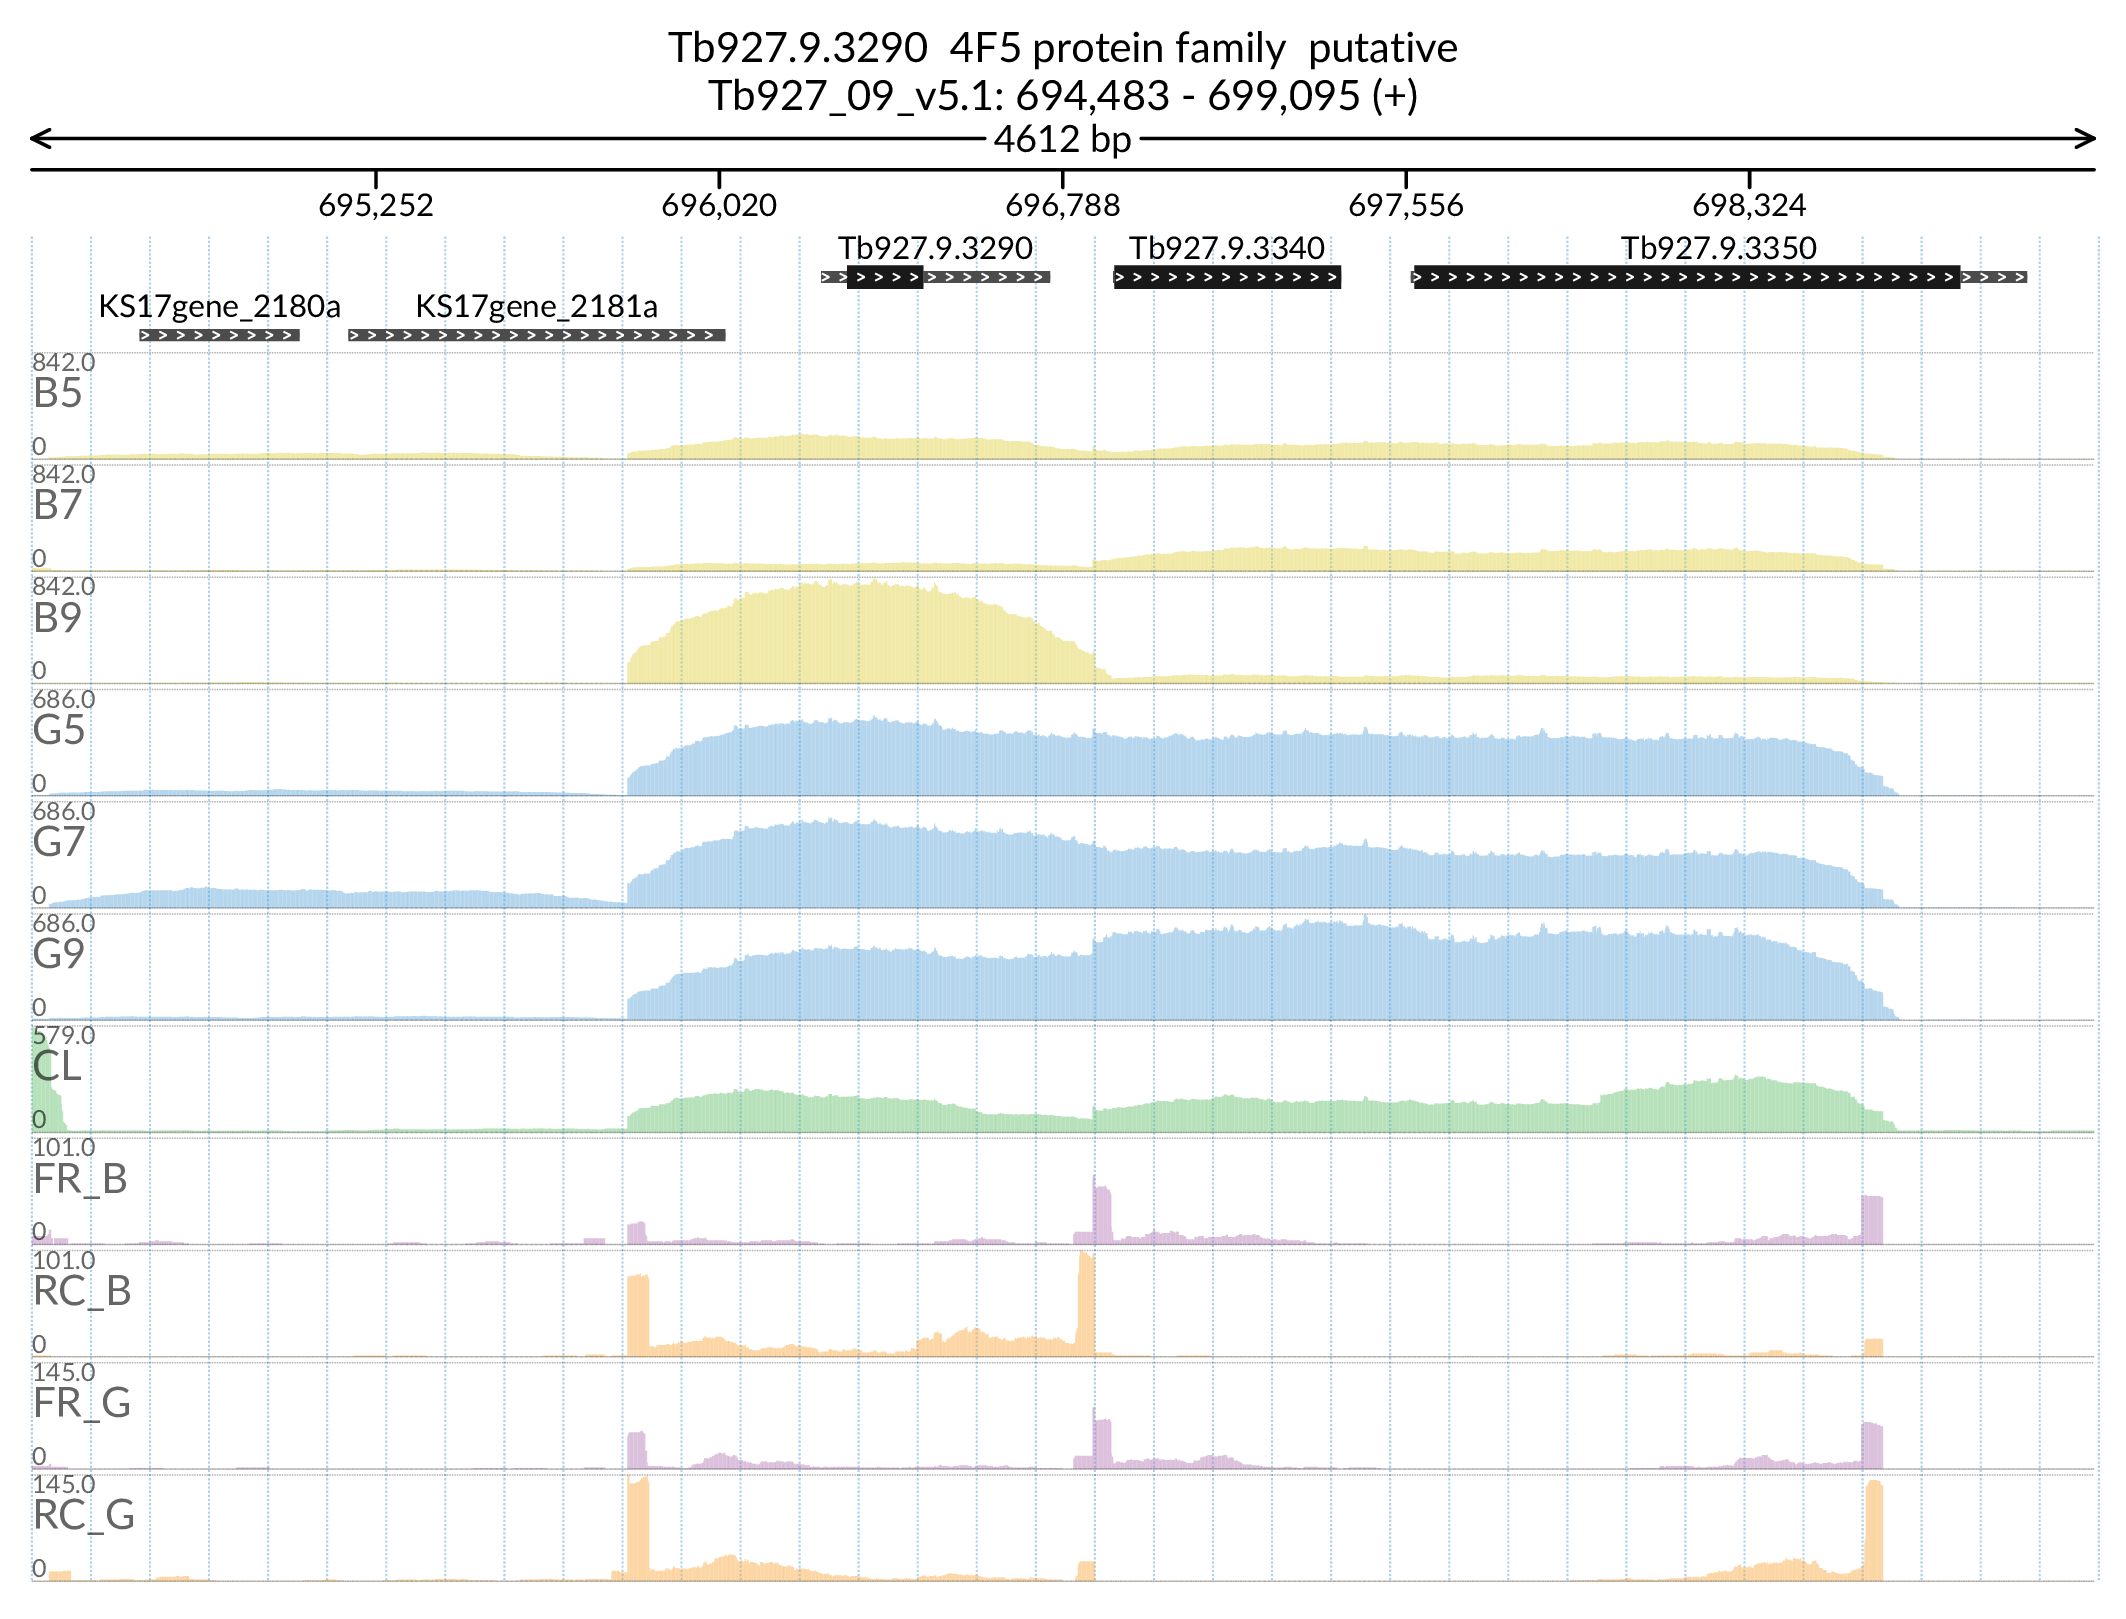 Tb927.9.3290  4F5 protein family  putative
Tb927_09_v5.1: 694,483 - 699,095 (+)
4612 bp
695,252 696,020 696,788 697,556 698,324
Tb927.9.3290 Tb927.9.3340 Tb927.9.3350
KS17gene_2180a KS17gene_2181a
842.0
B5
0
842.0
B7
0
842.0
B9
0
686.0
G5
0
686.0
G7
0
686.0
G9
0
579.0
CL
0
101.0
FR_B
0
101.0
RC_B
0
145.0
FR_G
0
145.0
RC_G
0